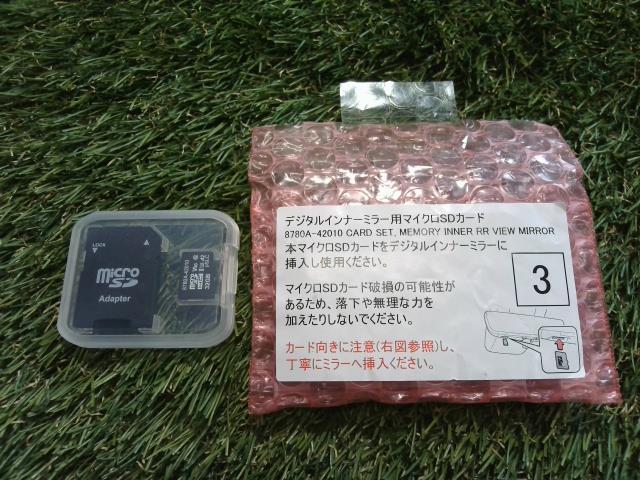 LOCK
micro
SD
Adapter
8780A-42010
micro
32GB
デジタルインナーミラー用マイクロSDカード
8780A-42010 CARD SET, MEMORY INNER RR VIEW MIRROR
本マイクロSDカードをデジタルインナーミラーに
挿入し使用ください。
3
マイクロSDカード破損の可能性が
あるため、落下や無理な力を
加えたりしないでください。
カード向きに注意(右図参照)し、
丁寧にミラーへ挿入ください。